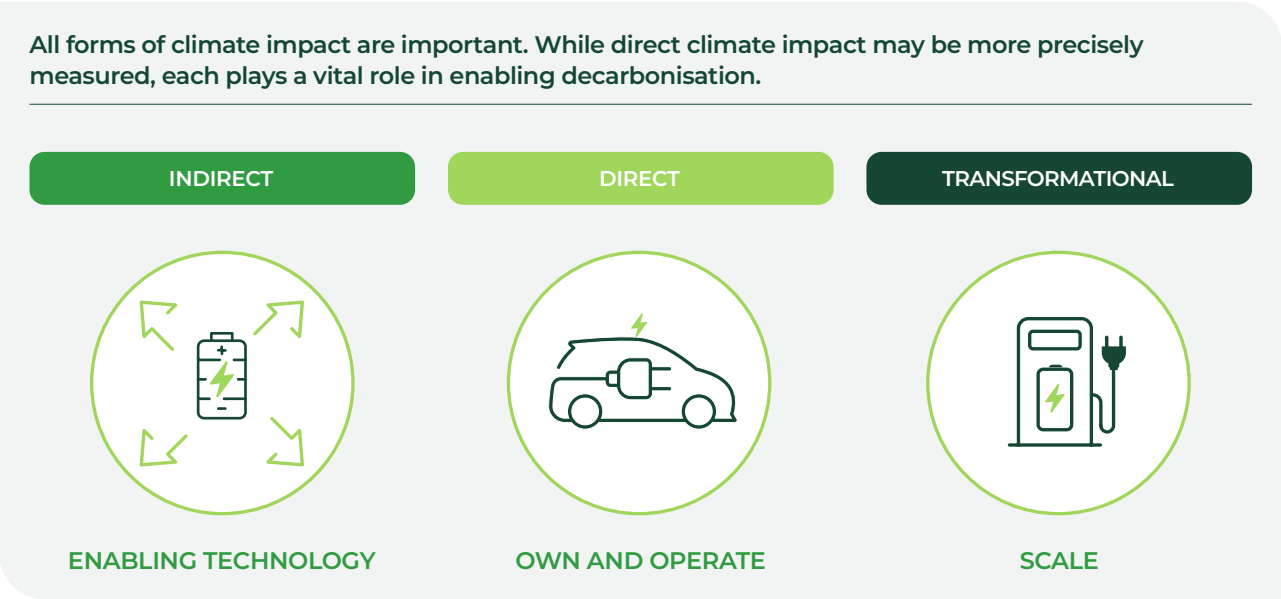 All forms of climate impact are important. While direct climate impact may be more precisely
measured, each plays a vital role in enabling decarbonisation.
INDIRECT
DIRECT
TRANSFORMATIONAL
ENABLING TECHNOLOGY
OWN AND OPERATE
SCALE